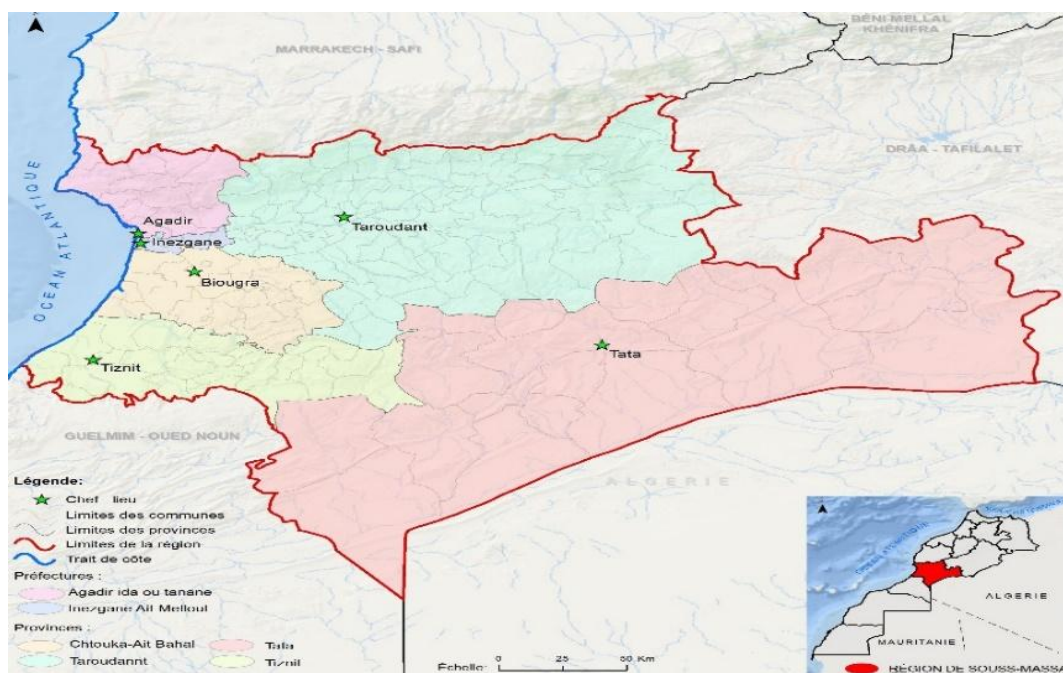 MARRAKECH - SAFI
BÉNI MELLAL
KHÉNIFRA
DRÂA - TAFILALET
OCEAN ATLANTIQUE
Agadir
Inezgane
Taroudant
Biougra
Tiznit
Tata
GUELMIM - OUED NOUN
ALGERIE
Légende:
Chef lieu
Limites des communes
Limites des provinces
Limites de la région
Trait de côte
Préfectures :
Agadir ida ou tanane
Inezgane Ait Melloul
Provinces :
Chtouka-Ait Bahal
Tata
Taroudannt
Tiznit
Échelle:
0 25 50 Km
ALGERIE
MAURITANIE
RÉGION DE SOUSS-MASSA